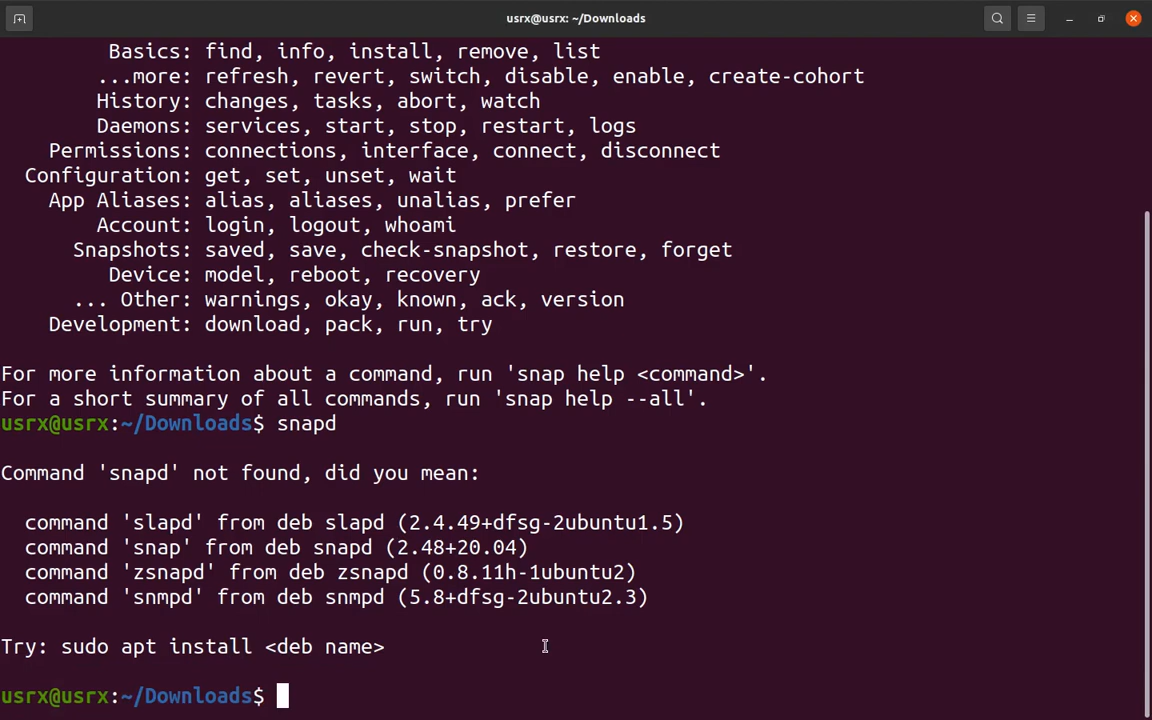 usrx@usrx: ~/Downloads
Basics: find, info, install, remove, list
...more: refresh, revert, switch, disable, enable, create-cohort
History: changes, tasks, abort, watch
Daemons: services, start, stop, restart, logs
Permissions: connections, interface, connect, disconnect
Configuration: get, set, unset, wait
App Aliases: alias, aliases, unalias, prefer
Account: login, logout, whoami
Snapshots: saved, save, check-snapshot, restore, forget
Device: model, reboot, recovery
... Other: warnings, okay, known, ack, version
Development: download, pack, run, try
For more information about a command, run 'snap help <command>'.
For a short summary of all commands, run 'snap help --all'.
usrx@usrx:~/Downloads$ snapd
Command 'snapd' not found, did you mean:
command 'slapd' from deb slapd (2.4.49+dfsg-2ubuntu1.5)
command 'snap' from deb snapd (2.48+20.04)
command 'zsnapd' from deb zsnapd (0.8.11h-1ubuntu2)
command 'snmpd' from deb snmpd (5.8+dfsg-2ubuntu2.3)
Try: sudo apt install <deb name>
usrx@usrx:~/Downloads$